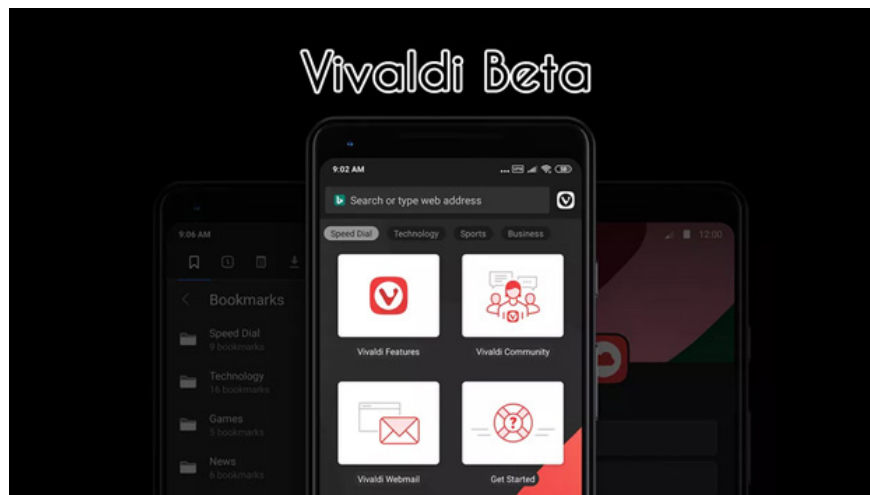 Vivaldi Beta
9:02 AM
Search or type web address
Speed Dial Technology Sports Business
Vivaldi Features Vivaldi Community
Vivaldi Webmail Get Started
9:06 AM
Bookmarks
Speed Dial
9 bookmarks
Technology
16 bookmarks
Games
5 bookmarks
News
6 bookmarks
12:00